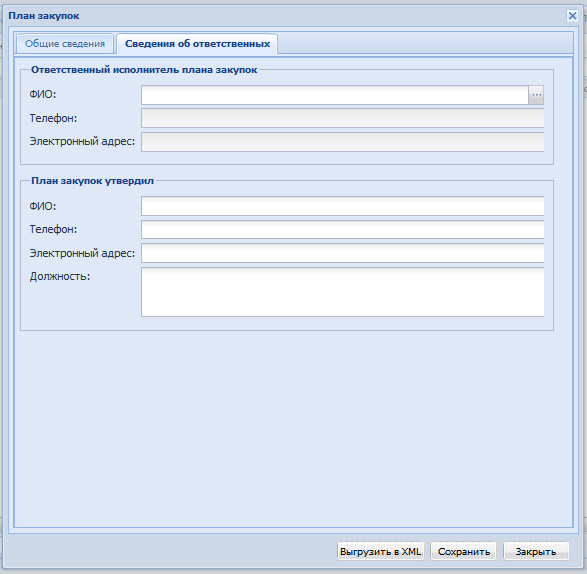 План закупок
Общие сведения
Сведения об ответственных
Ответственный исполнитель плана закупок
ФИО:
...
Телефон:
Электронный адрес:
План закупок утвердил
ФИО:
Телефон:
Электронный адрес:
Должность:
Выгрузить в XML
Сохранить
Закрыть